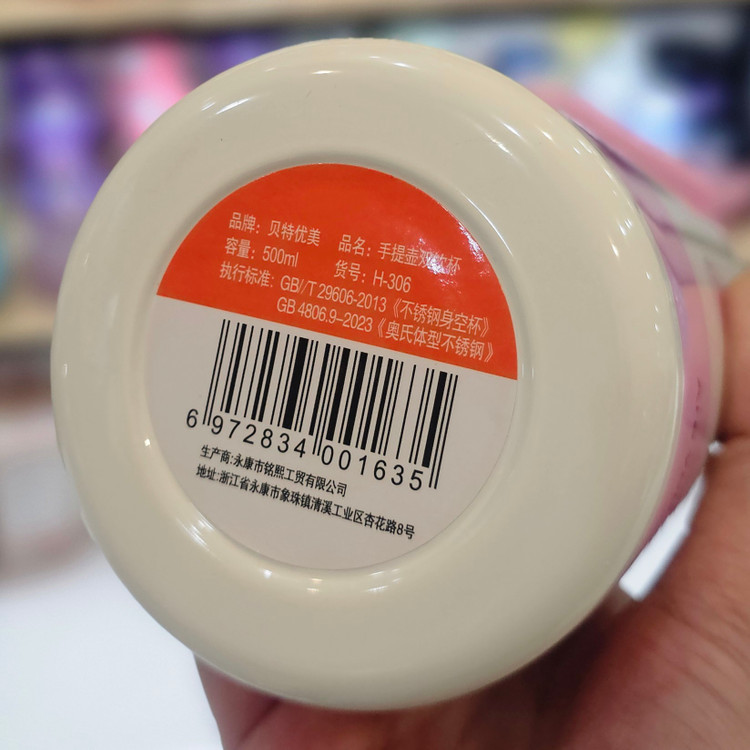 品牌：贝特优美 品名：手提壶双饮杯
容量：500ml 货号：H-306
执行标准：GB//T 29606-2013《不锈钢身空杯》
GB 4806.9-2023《奥氏体型不锈钢》
6 972834 001635
生产商:永康市铭熙工贸有限公司
地址:浙江省永康市象珠镇清溪工业区杏花路8号